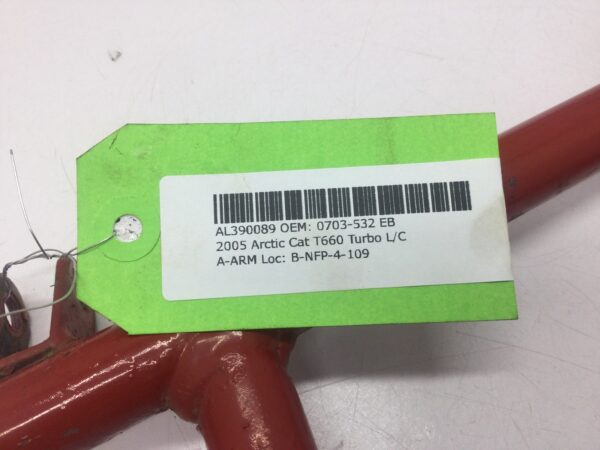 AL390089 OEM: 0703-532 EB
2005 Arctic Cat T660 Turbo L/C
A-ARM Loc: B-NFP-4-109